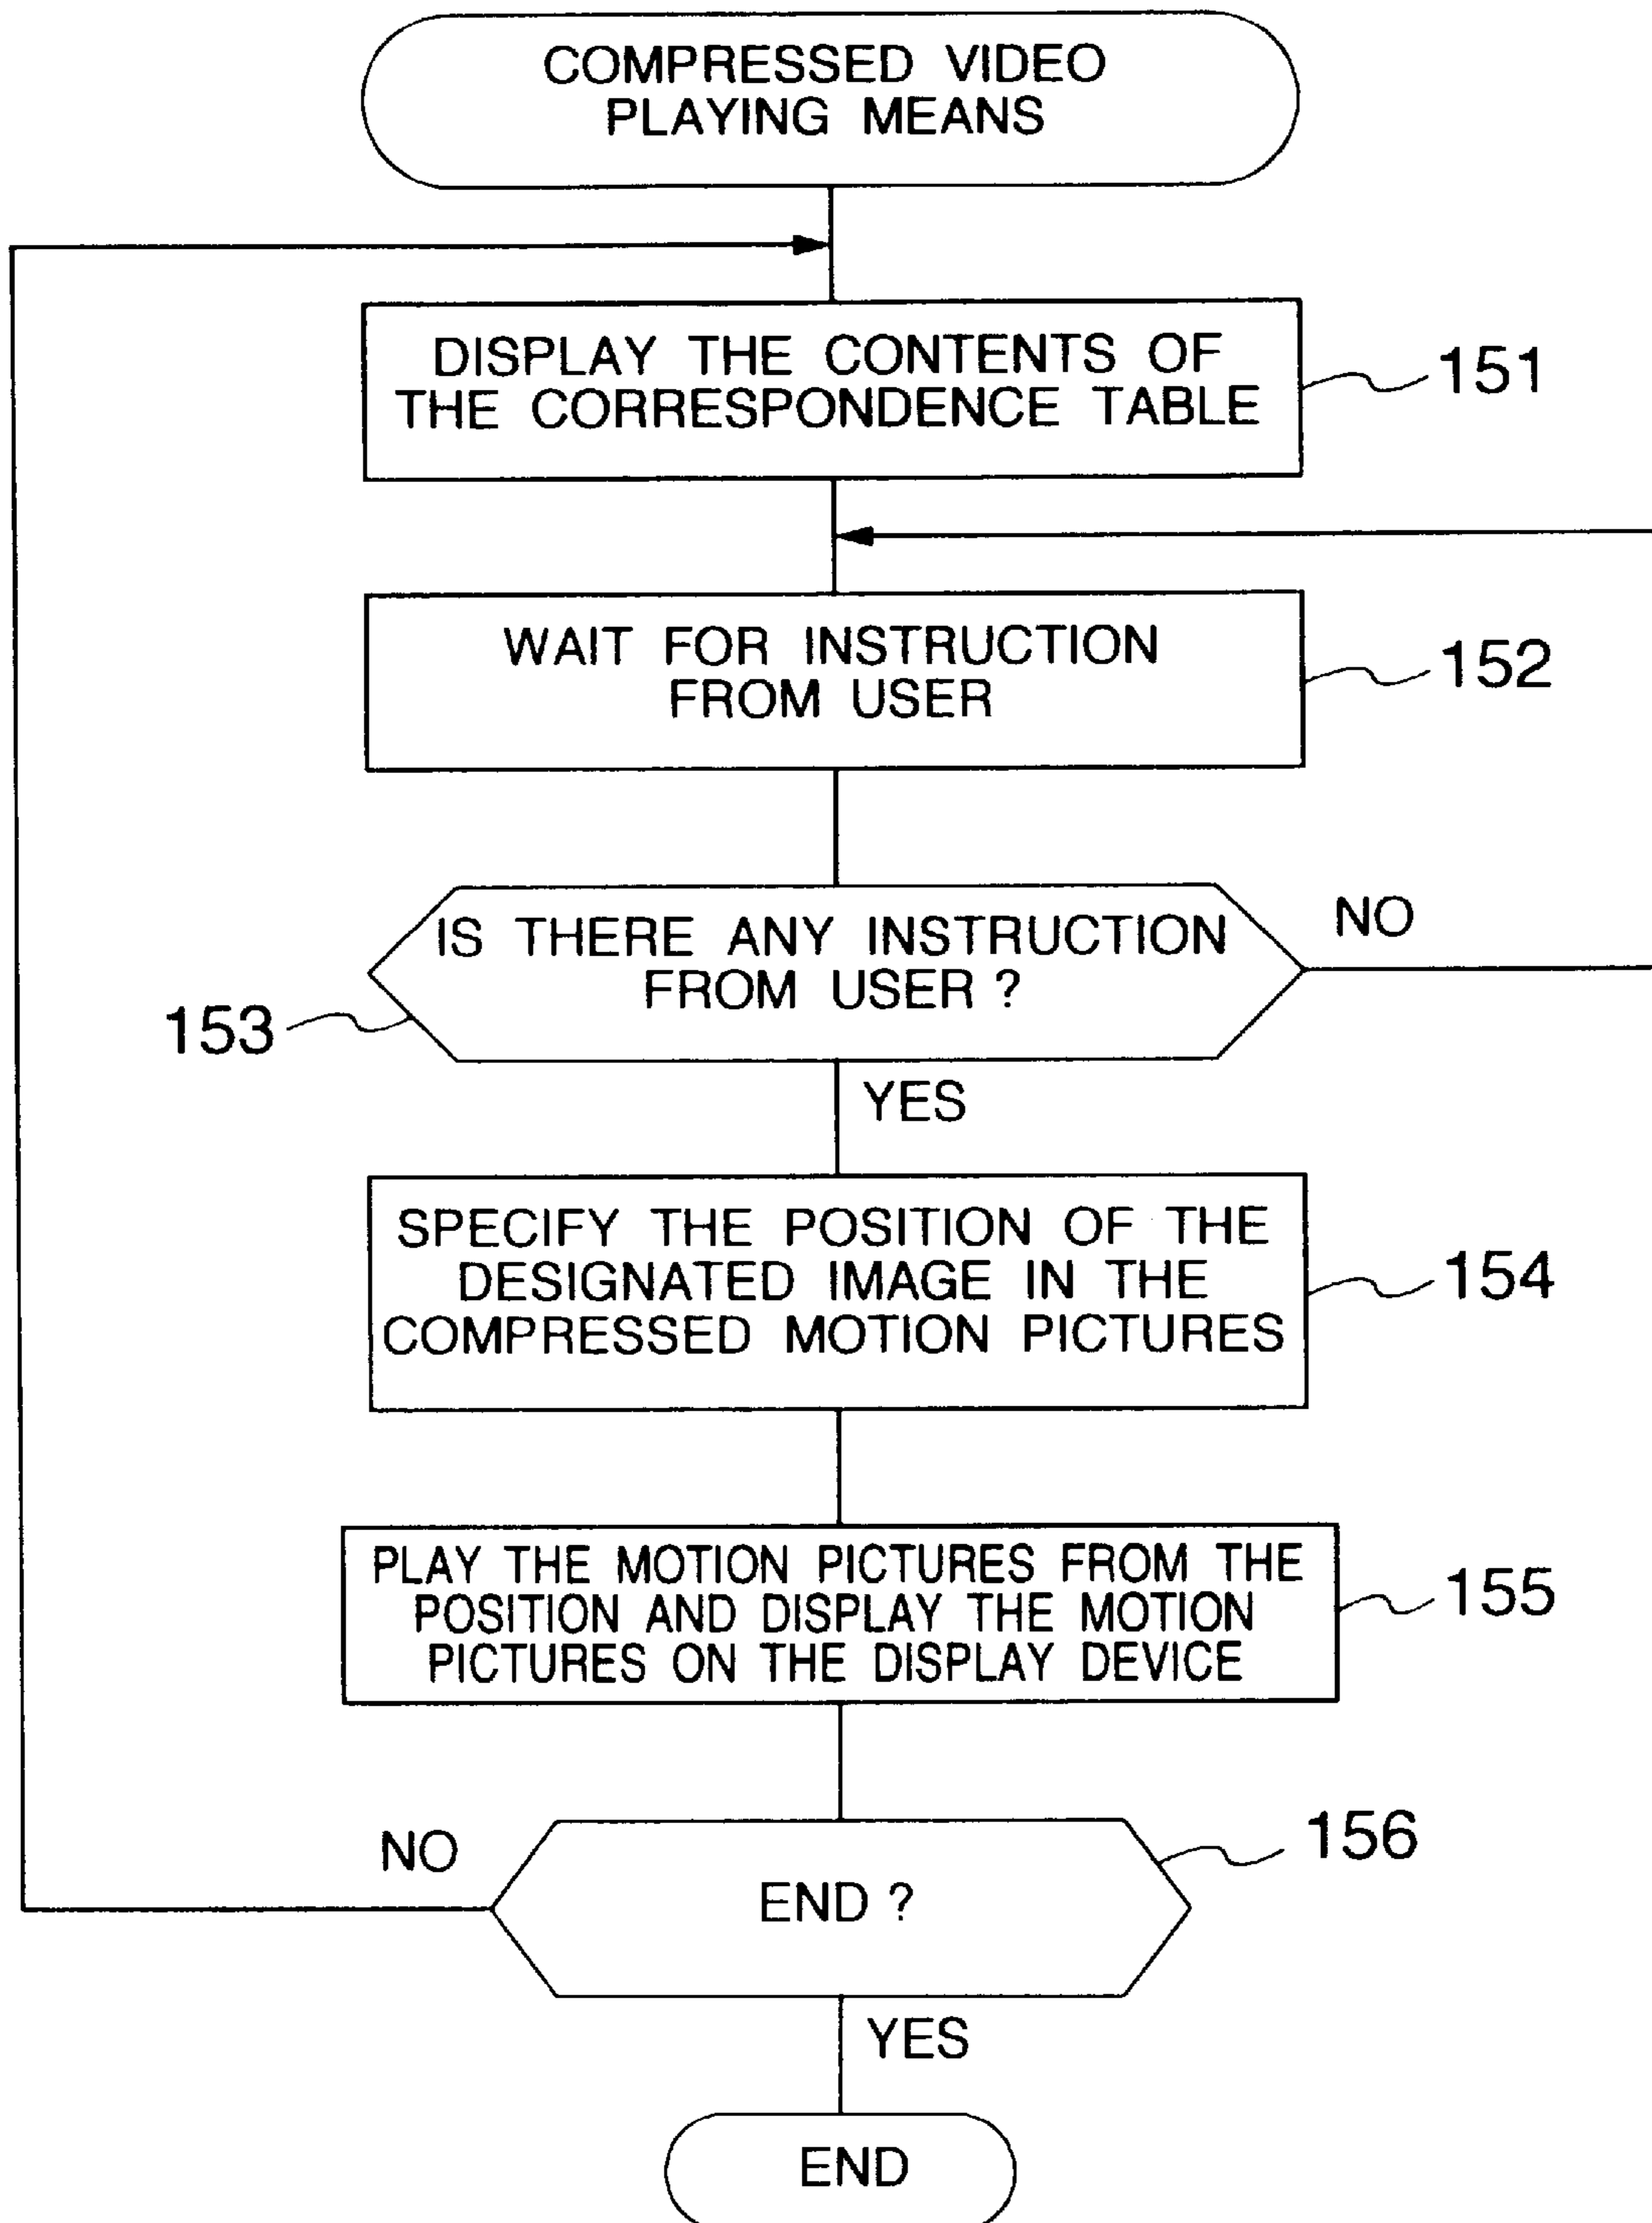 COMPRESSED VIDEO
PLAYING MEANS
DISPLAY THE CONTENTS OF
THE CORRESPONDENCE TABLE
151
WAIT FOR INSTRUCTION
FROM USER
152
IS THERE ANY INSTRUCTION
FROM USER ?
NO
153
YES
SPECIFY THE POSITION OF THE
DESIGNATED IMAGE IN THE
COMPRESSED MOTION PICTURES
154
PLAY THE MOTION PICTURES FROM THE
POSITION AND DISPLAY THE MOTION
PICTURES ON THE DISPLAY DEVICE
155
NO
END ?
156
YES
END